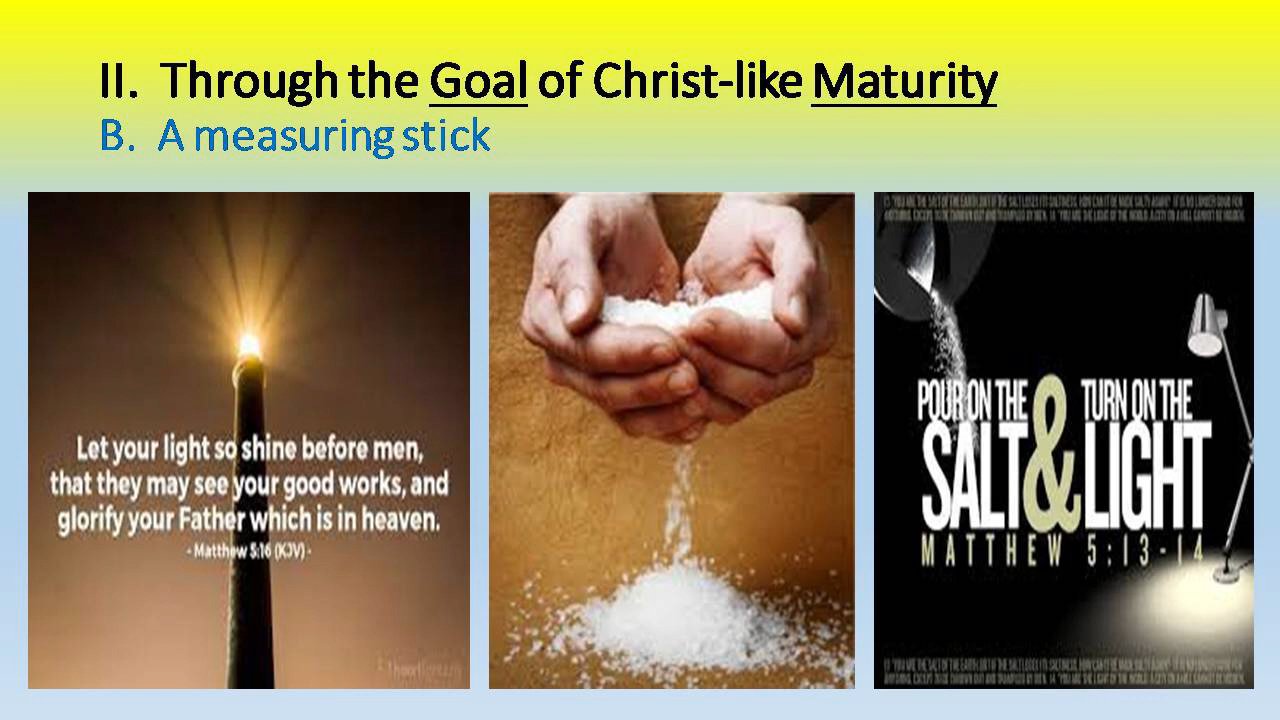 II. Through the Goal of Christ-like Maturity
B. A measuring stick
Let your light so shine before men,
that they may see your good works, and
glorify your Father which is in heaven.
- Matthew 5:16 (KJV) -
POUR ON THE
SALT
&
TURN ON THE
LIGHT
MATTHEW 5:13-14